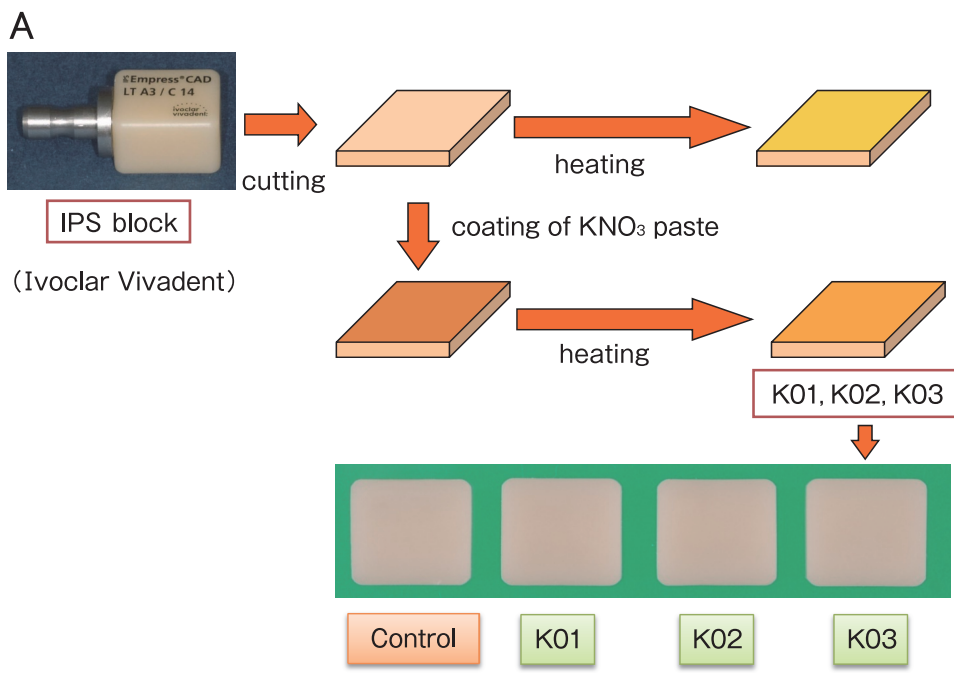 A
Empress®CAD
LT A3 / C 14
ivoclar
vivadent
cutting
heating
IPS block
(Ivoclar Vivadent)
coating of KNO₃ paste
heating
K01, K02, K03
Control
K01
K02
K03